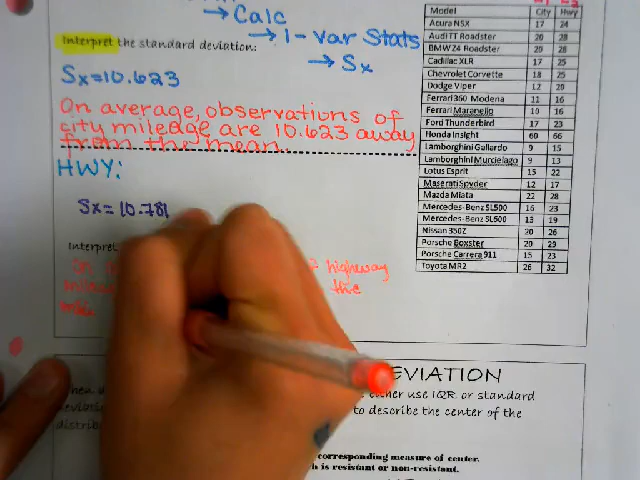 → Calc
→ 1-Var Stats
→ Sx
Interpret the standard deviation:
Sx=10.623
On average, observations of
city mileage are 10.623 away
from the mean.
HWY:
Sx=10.781
Interpret
highway
the
Model City Hwy
Acura NSX 17 24
Audi TT Roadster 20 28
BMW Z4 Roadster 20 28
Cadillac XLR 17 25
Chevrolet Corvette 18 25
Dodge Viper 12 20
Ferrari 360 Modena 11 16
Ferrari Maranello 10 16
Ford Thunderbird 17 23
Honda Insight 60 66
Lamborghini Gallardo 9 15
Lamborghini Murcielago 9 13
Lotus Esprit 15 22
Maserati Spyder 12 17
Mazda Miata 22 28
Mercedes-Benz SL500 16 23
Mercedes-Benz SL500 13 19
Nissan 350Z 20 26
Porsche Boxster 20 29
Porsche Carrera 911 15 23
Toyota MR2 26 32
EVIATION
either use IQR or standard
to describe the center of the
corresponding measure of center.
is resistant or non-resistant.